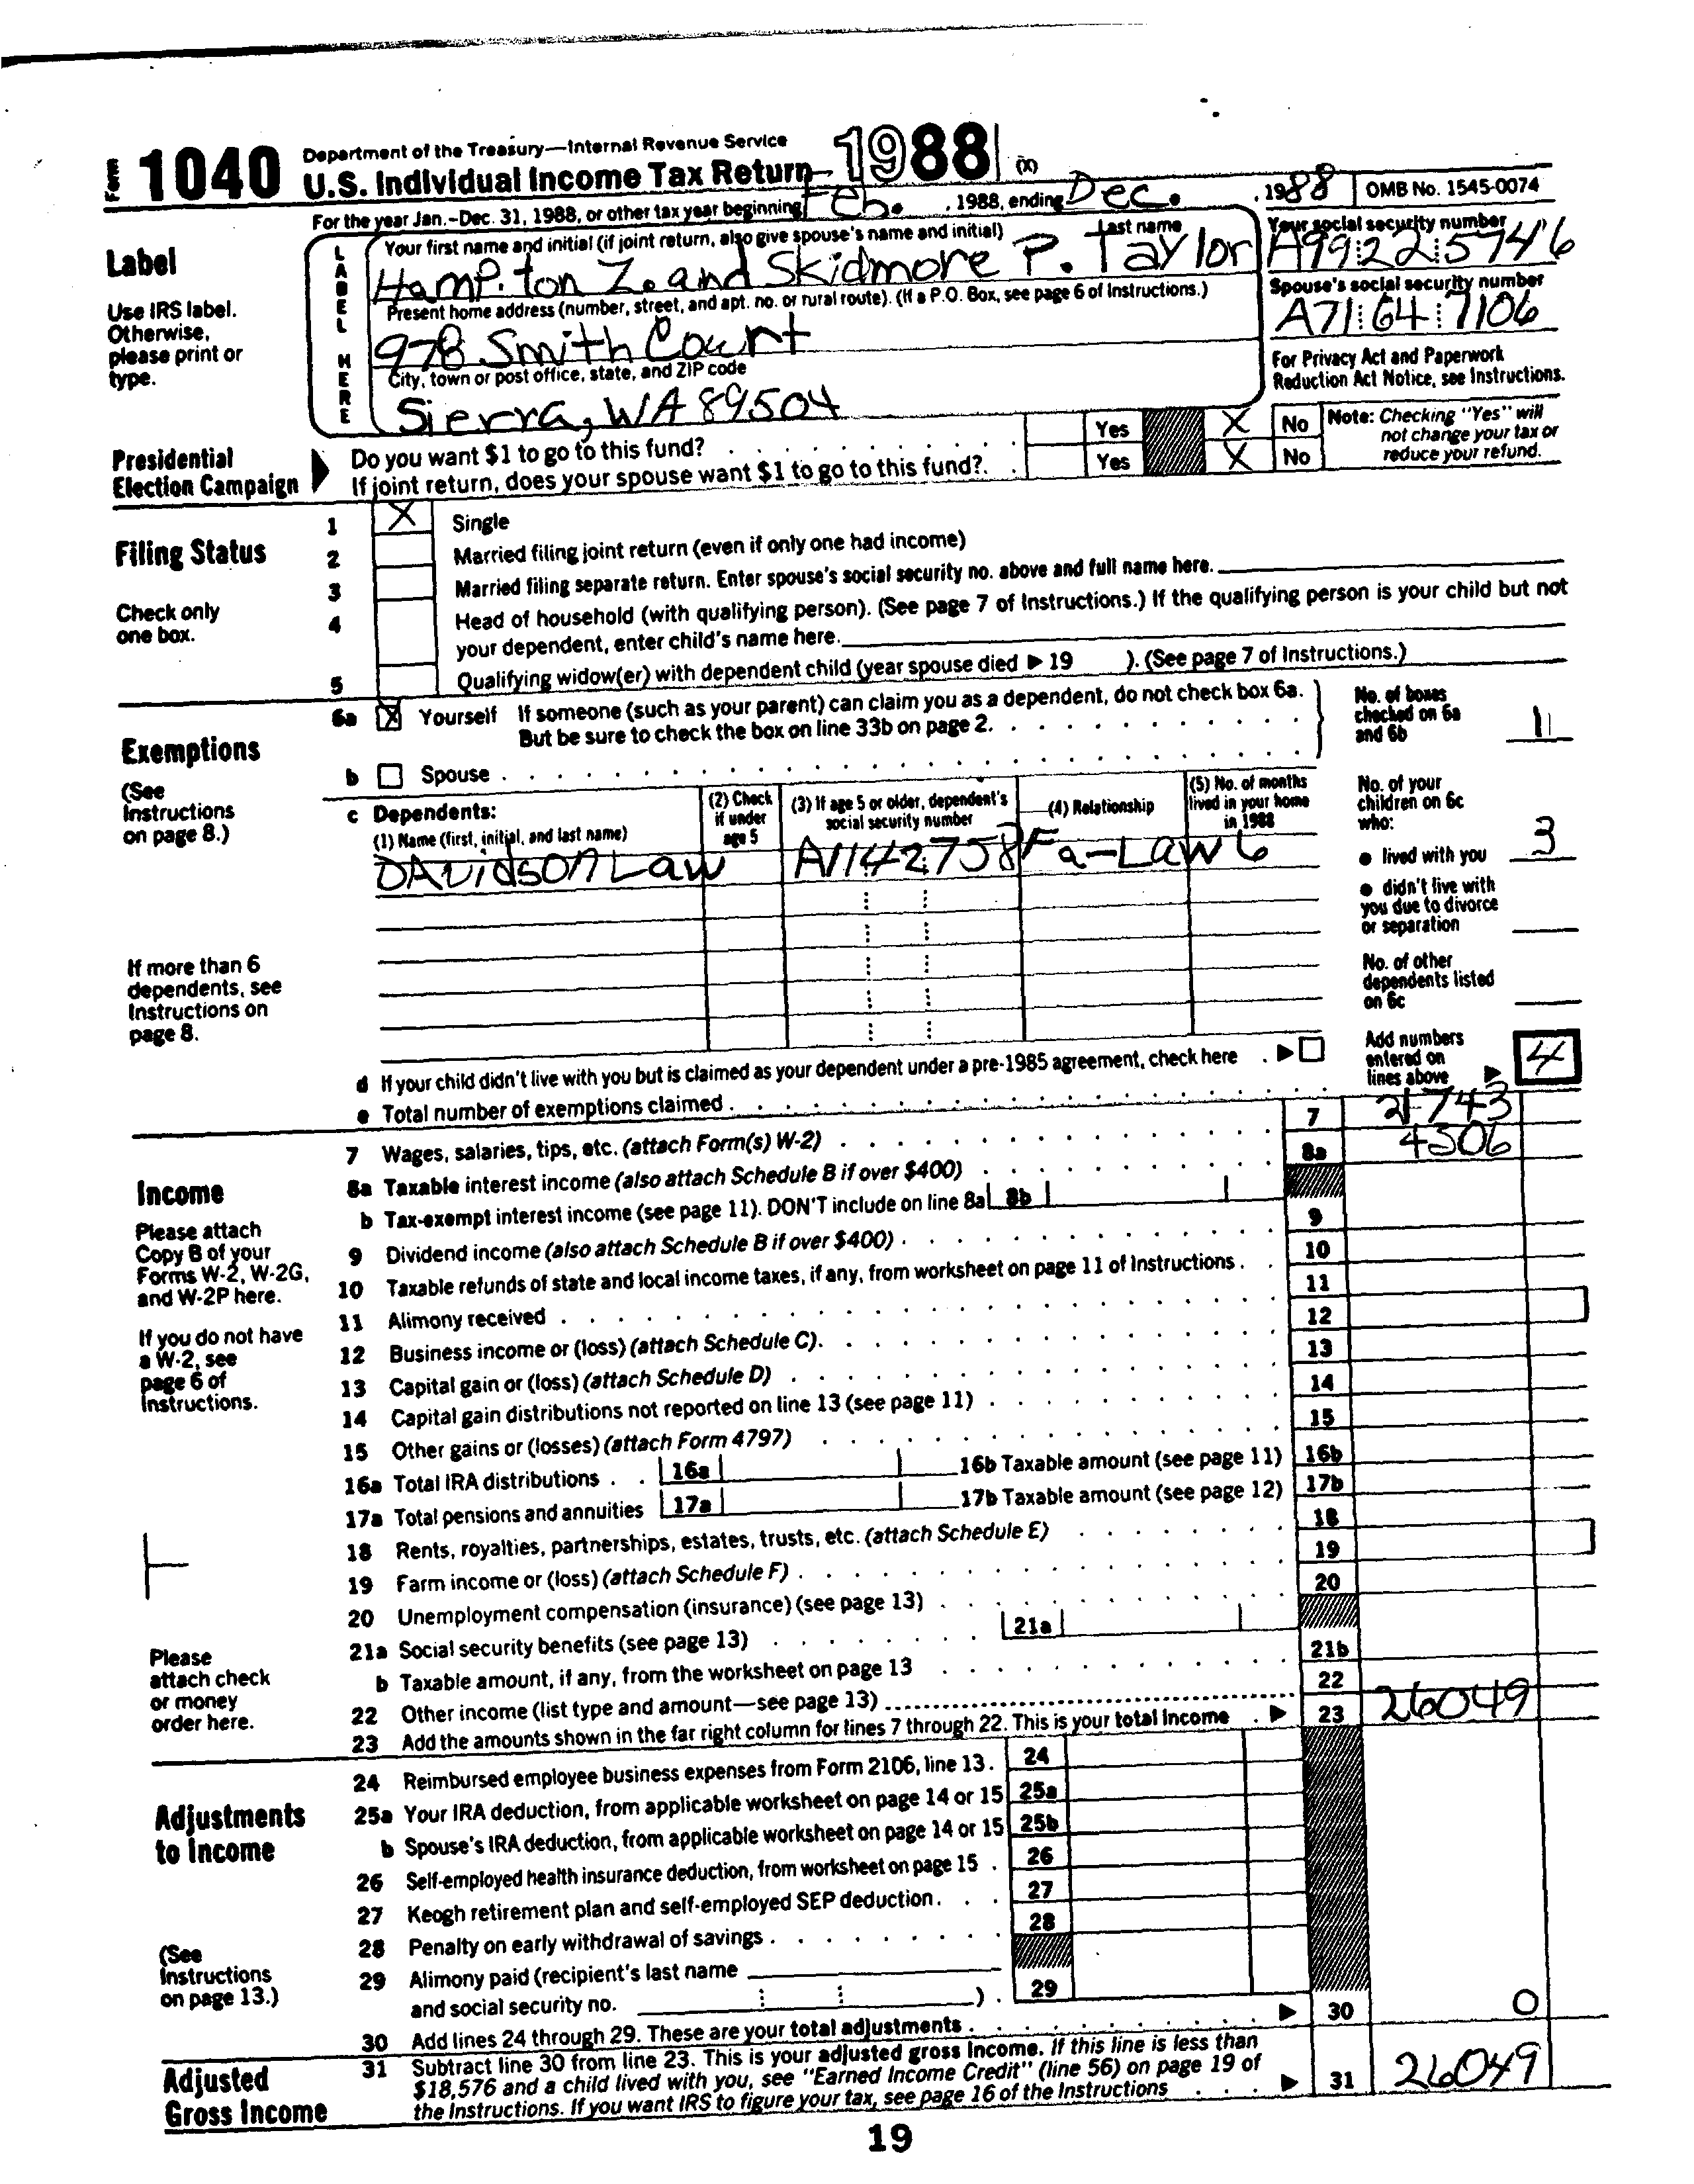 Form 1040 Department of the Treasury—Internal Revenue Service
U.S. Individual Income Tax Return 1988 (X)
For the year Jan.–Dec. 31, 1988, or other tax year beginning Feb. , 1988, ending Dec. , 1988 OMB No. 1545-0074
Label
Use IRS label. Otherwise, please print or type.
LABEL HERE
Your first name and initial (if joint return, also give spouse's name and initial) Last name
Hampton Z. and Skidmore P. Taylor
Your social security number
A99 22 5746
Present home address (number, street, and apt. no. or rural route). (If a P.O. Box, see page 6 of Instructions.)
978 Smith Court
Spouse's social security number
A71 64 7106
City, town or post office, state, and ZIP code
Sierra, WA 89504
For Privacy Act and Paperwork Reduction Act Notice, see Instructions.
Presidential Election Campaign
Do you want $1 to go to this fund? Yes X No
If joint return, does your spouse want $1 to go to this fund? Yes X No
Note: Checking "Yes" will not change your tax or reduce your refund.
Filing Status
Check only one box.
1 X Single
2 Married filing joint return (even if only one had income)
3 Married filing separate return. Enter spouse's social security no. above and full name here.
4 Head of household (with qualifying person). (See page 7 of Instructions.) If the qualifying person is your child but not
your dependent, enter child's name here.
5 Qualifying widow(er) with dependent child (year spouse died ▶ 19 ). (See page 7 of Instructions.)
Exemptions
(See Instructions on page 8.)
6a X Yourself If someone (such as your parent) can claim you as a dependent, do not check box 6a.
But be sure to check the box on line 33b on page 2.
b Spouse
No. of boxes checked on 6a and 6b 1
c Dependents:
(1) Name (first, initial, and last name)
(2) Check if under age 5
(3) If age 5 or older, dependent's social security number
(4) Relationship
(5) No. of months lived in your home in 1988
Davidson Law A11 42 758 Fa-Law 6
No. of your children on 6c who:
● lived with you 3
● didn't live with you due to divorce or separation
No. of other dependents listed on 6c
If more than 6 dependents, see Instructions on page 8.
d If your child didn't live with you but is claimed as your dependent under a pre-1985 agreement, check here
e Total number of exemptions claimed
Add numbers entered on lines above ▶ 4
Income
Please attach Copy B of your Forms W-2, W-2G, and W-2P here.
If you do not have a W-2, see page 6 of Instructions.
Please attach check or money order here.
7 Wages, salaries, tips, etc. (attach Form(s) W-2) 7 21743
8a Taxable interest income (also attach Schedule B if over $400) 8a 4306
b Tax-exempt interest income (see page 11). DON'T include on line 8a 8b
9 Dividend income (also attach Schedule B if over $400) 9
10 Taxable refunds of state and local income taxes, if any, from worksheet on page 11 of Instructions 10
11 Alimony received 11
12 Business income or (loss) (attach Schedule C) 12
13 Capital gain or (loss) (attach Schedule D) 13
14 Capital gain distributions not reported on line 13 (see page 11) 14
15 Other gains or (losses) (attach Form 4797) 15
16a Total IRA distributions 16a 16b Taxable amount (see page 11) 16b
17a Total pensions and annuities 17a 17b Taxable amount (see page 12) 17b
18 Rents, royalties, partnerships, estates, trusts, etc. (attach Schedule E) 18
19 Farm income or (loss) (attach Schedule F) 19
20 Unemployment compensation (insurance) (see page 13) 20
21a Social security benefits (see page 13) 21a
b Taxable amount, if any, from the worksheet on page 13 21b
22 Other income (list type and amount—see page 13) 22
23 Add the amounts shown in the far right column for lines 7 through 22. This is your total income ▶ 23 26049
Adjustments to Income
(See Instructions on page 13.)
24 Reimbursed employee business expenses from Form 2106, line 13 24
25a Your IRA deduction, from applicable worksheet on page 14 or 15 25a
b Spouse's IRA deduction, from applicable worksheet on page 14 or 15 25b
26 Self-employed health insurance deduction, from worksheet on page 15 26
27 Keogh retirement plan and self-employed SEP deduction 27
28 Penalty on early withdrawal of savings 28
29 Alimony paid (recipient's last name
and social security no. ) 29
30 Add lines 24 through 29. These are your total adjustments ▶ 30 0
Adjusted Gross Income
31 Subtract line 30 from line 23. This is your adjusted gross income. If this line is less than
$18,576 and a child lived with you, see "Earned Income Credit" (line 56) on page 19 of
the Instructions. If you want IRS to figure your tax, see page 16 of the Instructions ▶ 31 26049
19